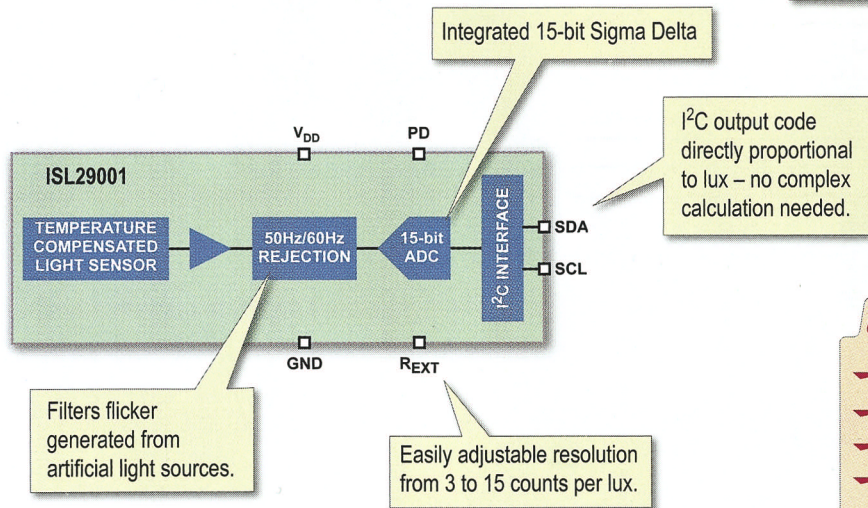 Integrated 15-bit Sigma Delta
I²C output code
directly proportional
to lux – no complex
calculation needed.
V_DD
PD
ISL29001
TEMPERATURE
COMPENSATED
LIGHT SENSOR
50Hz/60Hz
REJECTION
15-bit
ADC
I²C INTERFACE
SDA
SCL
GND
R_EXT
Filters flicker
generated from
artificial light sources.
Easily adjustable resolution
from 3 to 15 counts per lux.